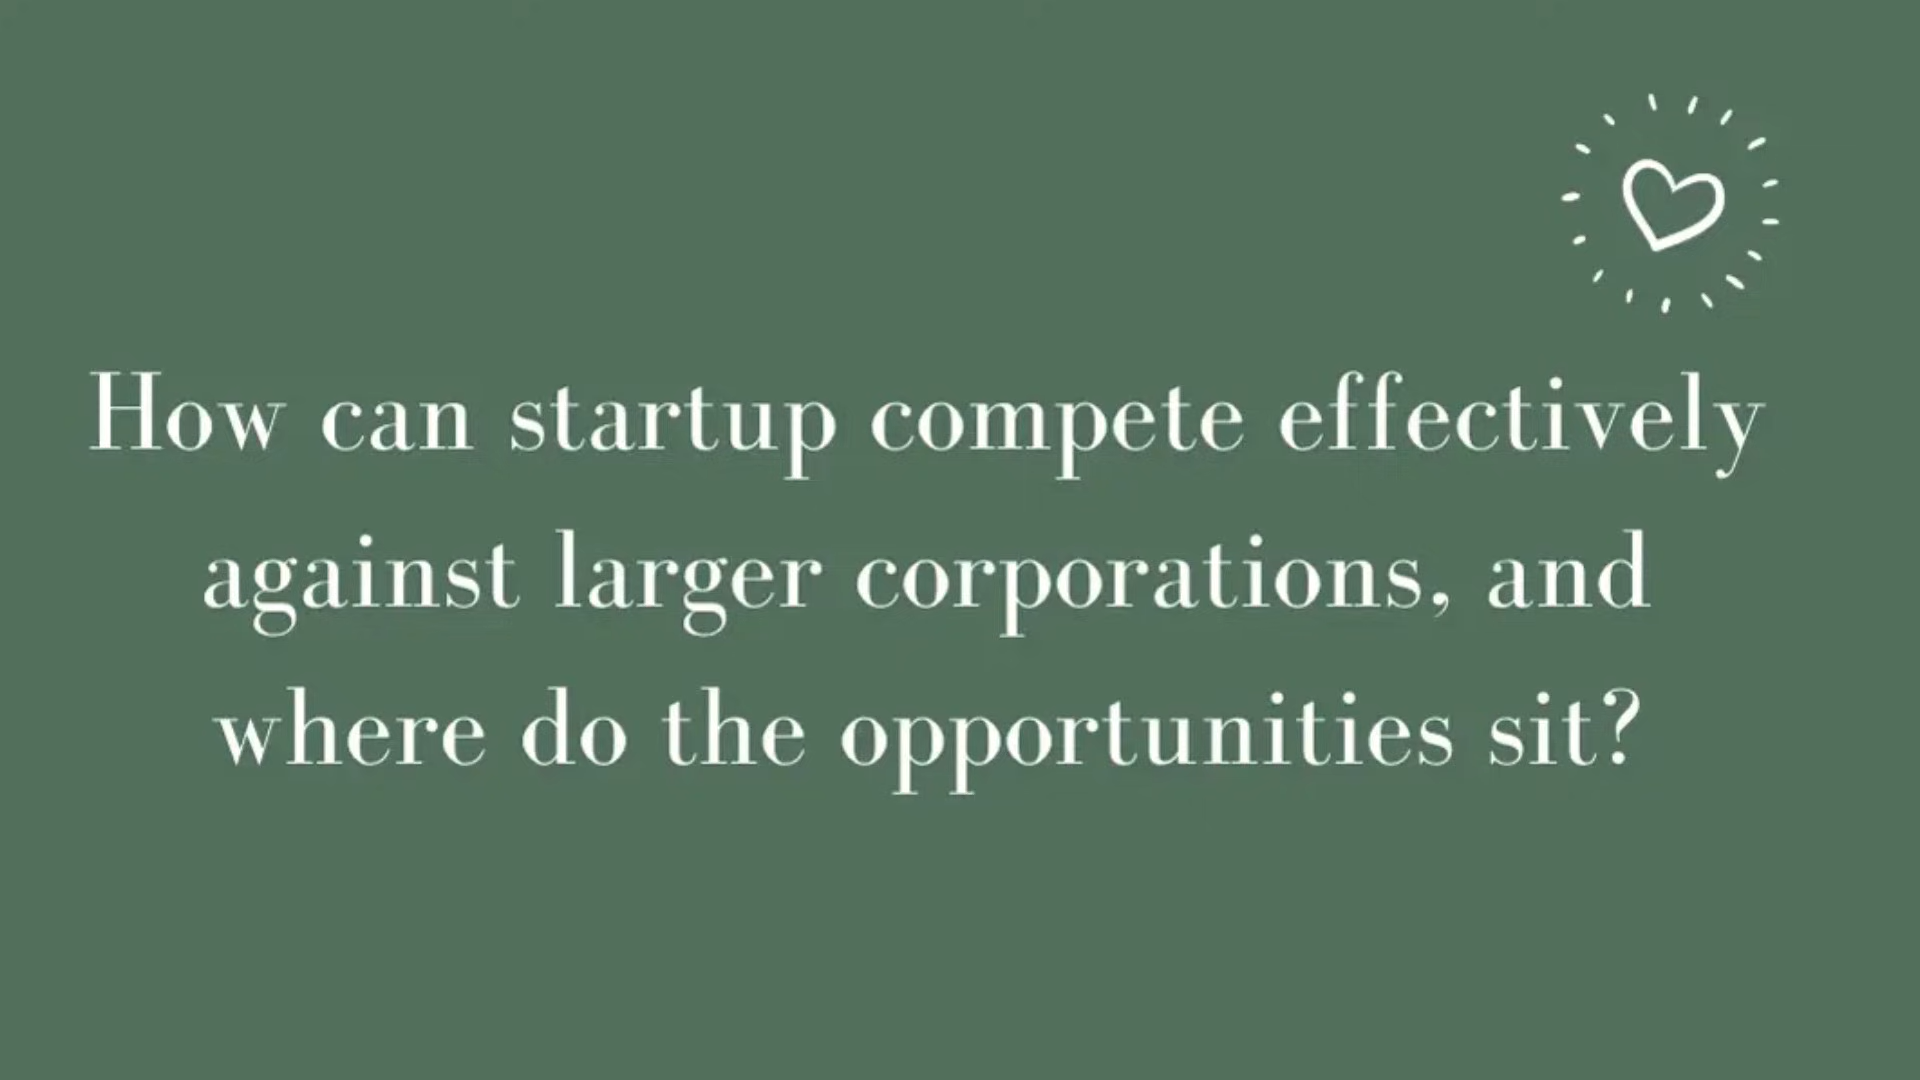 How can startup compete effectively
against larger corporations, and
where do the opportunities sit?